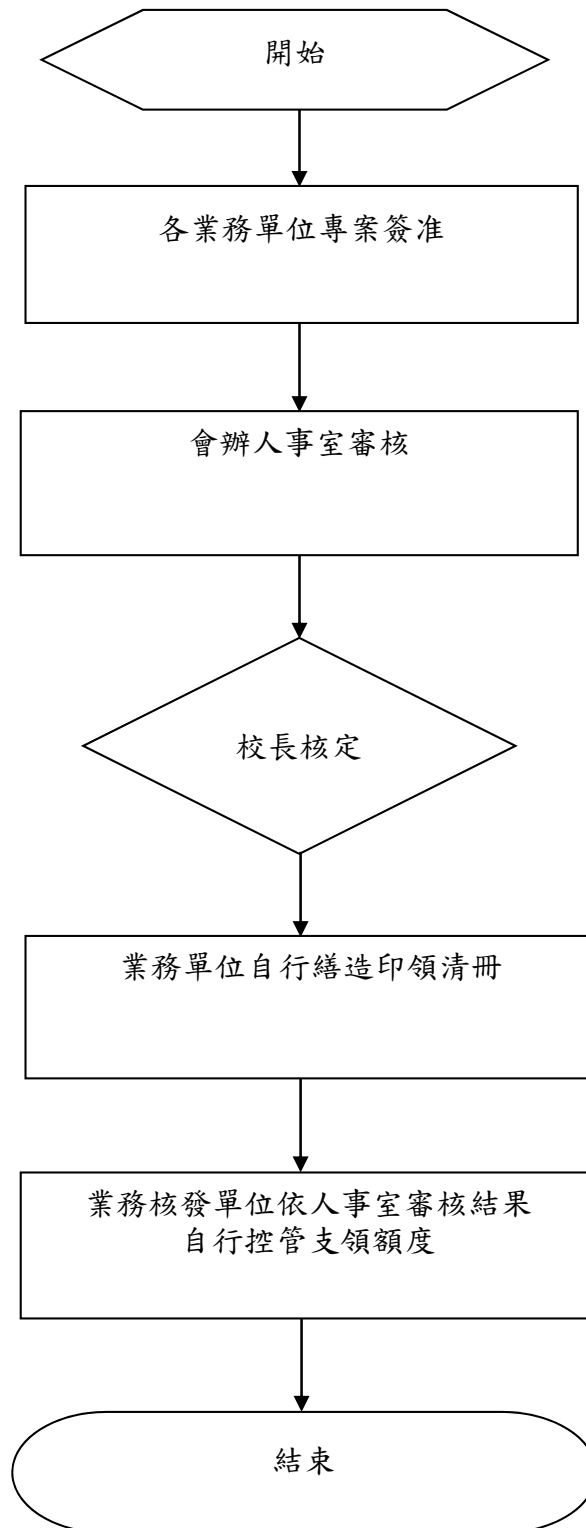 開始
各業務單位專案簽准
會辦人事室審核
校長核定
業務單位自行繕造印領清冊
業務核發單位依人事室審核結果
自行控管支領額度
結束